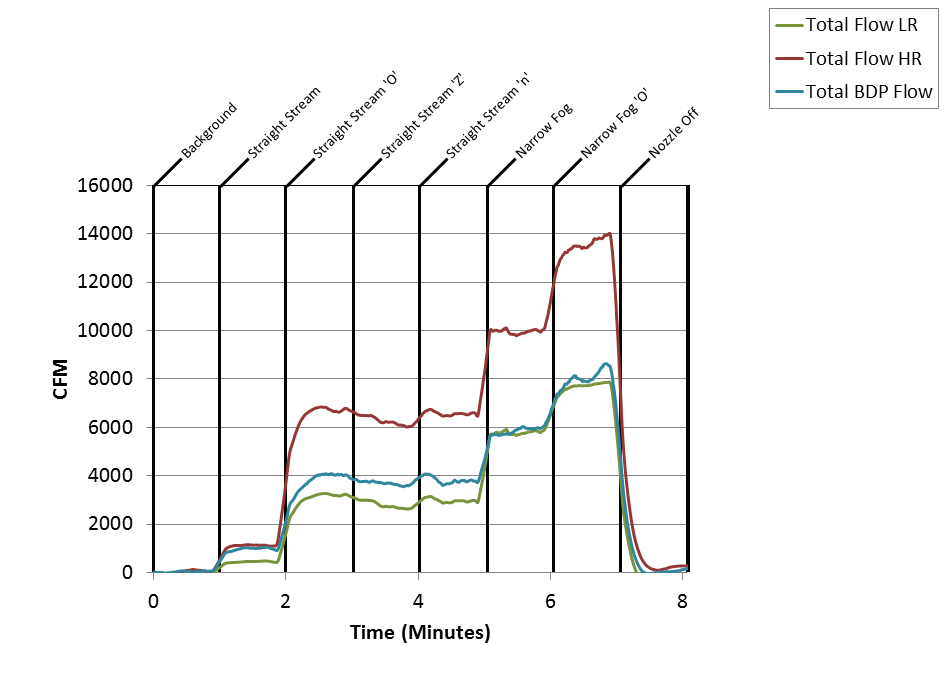 Total Flow LR
Total Flow HR
Total BDP Flow
Background
Straight Stream
Straight Stream 'O'
Straight Stream 'Z'
Straight Stream 'n'
Narrow Fog
Narrow Fog 'O'
Nozzle Off
16000
14000
12000
10000
8000
6000
4000
2000
0
CFM
0 2 4 6 8
Time (Minutes)